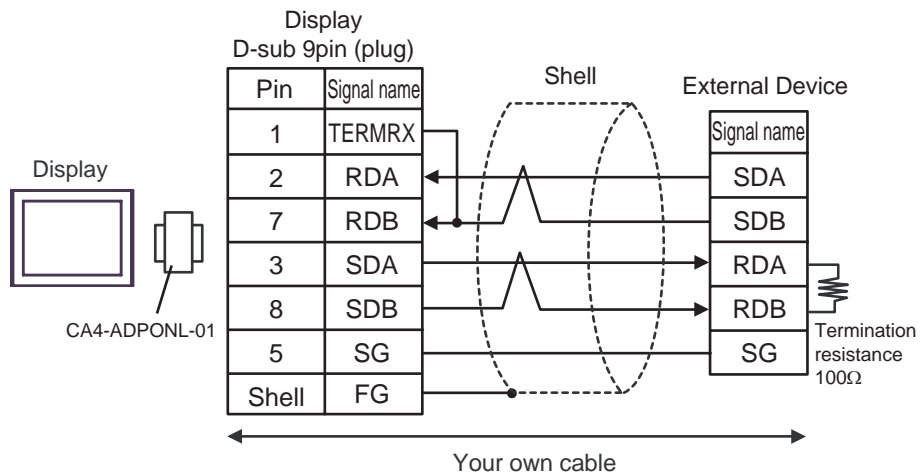 Display
D-sub 9pin (plug)
Pin Signal name
1 TERMRX
2 RDA
7 RDB
3 SDA
8 SDB
5 SG
Shell FG
Shell
External Device
Signal name
SDA
SDB
RDA
RDB
SG
Termination
resistance
100Ω
Display
CA4-ADPONL-01
Your own cable